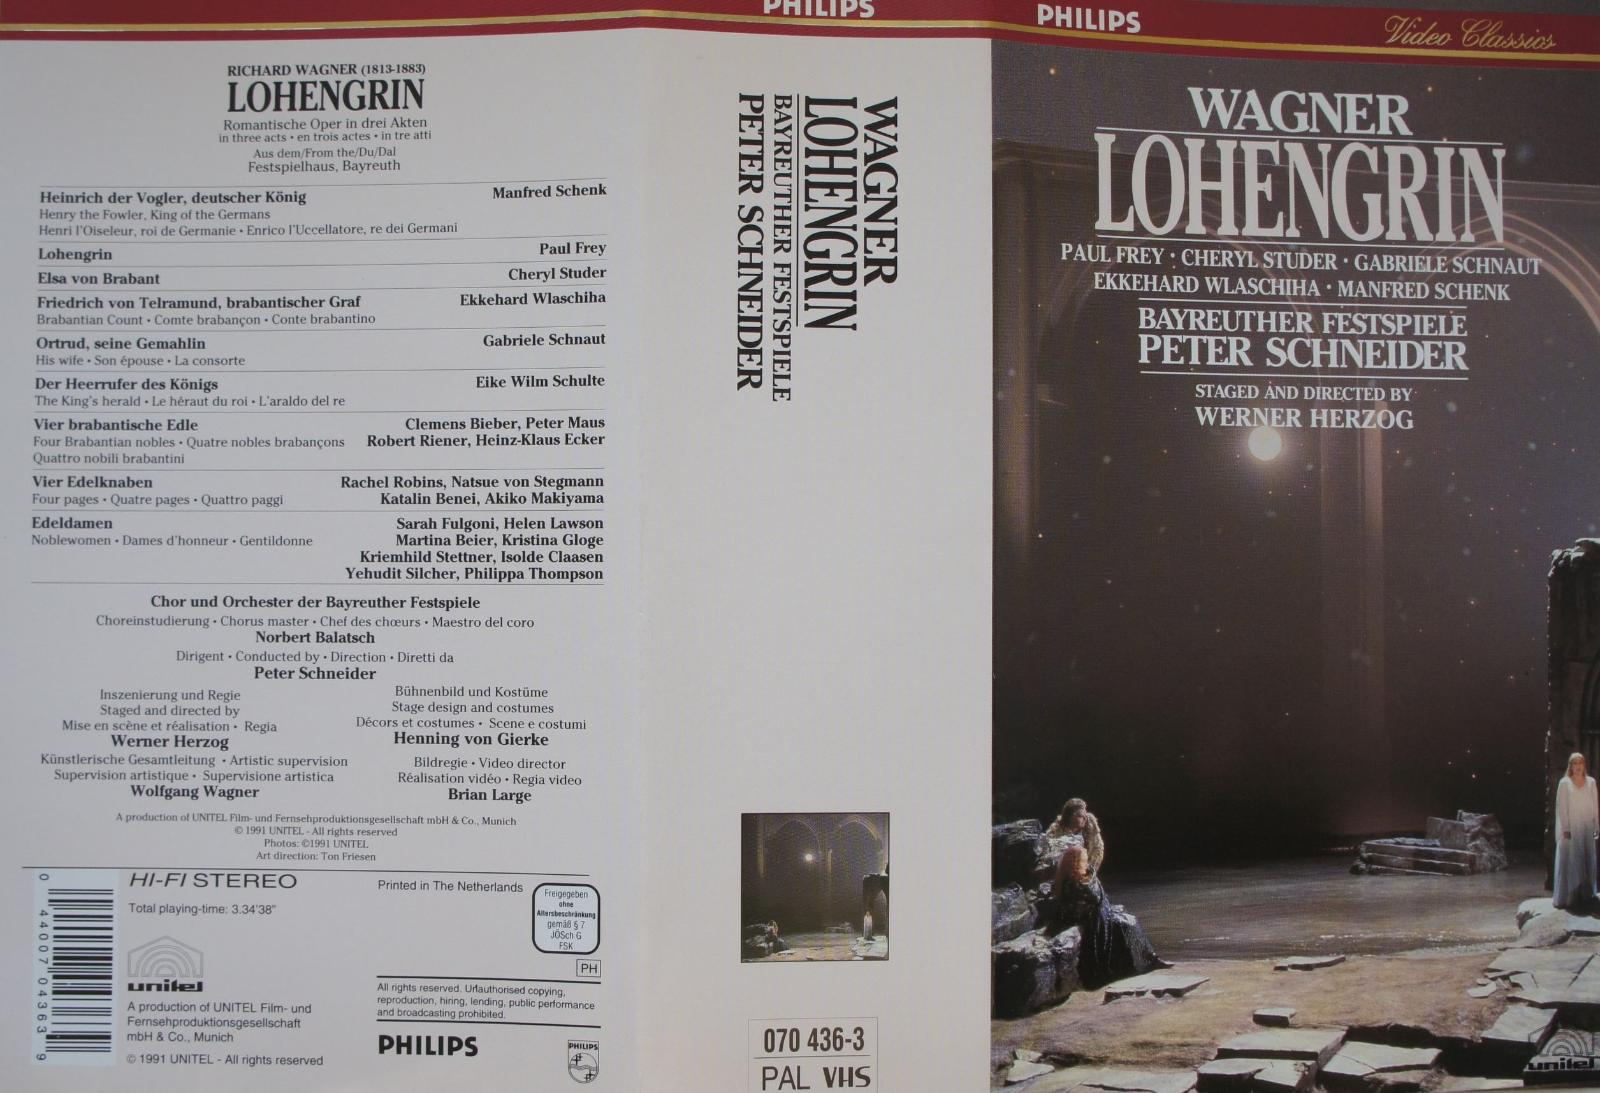 RICHARD WAGNER (1813-1883)
LOHENGRIN
Romantische Oper in drei Akten
in three acts • en trois actes • in tre atti
Aus dem/From the/Du/Dal
Festspielhaus, Bayreuth
Heinrich der Vogler, deutscher König Manfred Schenk
Henry the Fowler, King of the Germans
Henri l'Oiseleur, roi de Germanie • Enrico l'Uccellatore, re dei Germani
Lohengrin Paul Frey
Elsa von Brabant Cheryl Studer
Friedrich von Telramund, brabantischer Graf Ekkehard Wlaschiha
Brabantian Count • Comte brabançon • Conte brabantino
Ortrud, seine Gemahlin Gabriele Schnaut
His wife • Son épouse • La consorte
Der Heerrufer des Königs Eike Wilm Schulte
The King's herald • Le héraut du roi • L'araldo del re
Vier brabantische Edle Clemens Bieber, Peter Maus
Four Brabantian nobles • Quatre nobles brabançons Robert Riener, Heinz-Klaus Ecker
Quattro nobili brabantini
Vier Edelknaben Rachel Robins, Natsue von Stegmann
Four pages • Quatre pages • Quattro paggi Katalin Benei, Akiko Makiyama
Edeldamen Sarah Fulgoni, Helen Lawson
Noblewomen • Dames d'honneur • Gentildonne Martina Beier, Kristina Gloge
Kriemhild Stettner, Isolde Claasen
Yehudit Silcher, Philippa Thompson
Chor und Orchester der Bayreuther Festspiele
Choreinstudierung • Chorus master • Chef des chœurs • Maestro del coro
Norbert Balatsch
Dirigent • Conducted by • Direction • Diretti da
Peter Schneider
Inszenierung und Regie
Staged and directed by
Mise en scène et réalisation • Regia
Werner Herzog
Künstlerische Gesamtleitung • Artistic supervision
Supervision artistique • Supervisione artistica
Wolfgang Wagner
Bühnenbild und Kostüme
Stage design and costumes
Décors et costumes • Scene e costumi
Henning von Gierke
Bildregie • Video director
Réalisation vidéo • Regia video
Brian Large
A production of UNITEL Film- und Fernsehproduktionsgesellschaft mbH & Co., Munich
© 1991 UNITEL - All rights reserved
Photos: ©1991 UNITEL
Art direction: Ton Friesen
0 44007 04363 9
HI-FI STEREO
Total playing-time: 3.34'38"
unitel
A production of UNITEL Film- und
Fernsehproduktionsgesellschaft
mbH & Co., Munich
© 1991 UNITEL - All rights reserved
Printed in The Netherlands
Freigegeben
ohne
Altersbeschränkung
gemäß § 7
JÖSch G
FSK
PH
All rights reserved. Unauthorised copying,
reproduction, hiring, lending, public performance
and broadcasting prohibited.
PHILIPS
PHILIPS
PHILIPS
WAGNER
LOHENGRIN
BAYREUTHER FESTSPIELE
PETER SCHNEIDER
070 436-3
PAL VHS
PHILIPS
Video Classics
WAGNER
LOHENGRIN
PAUL FREY · CHERYL STUDER · GABRIELE SCHNAUT
EKKEHARD WLASCHIHA · MANFRED SCHENK
BAYREUTHER FESTSPIELE
PETER SCHNEIDER
STAGED AND DIRECTED BY
WERNER HERZOG
unitel